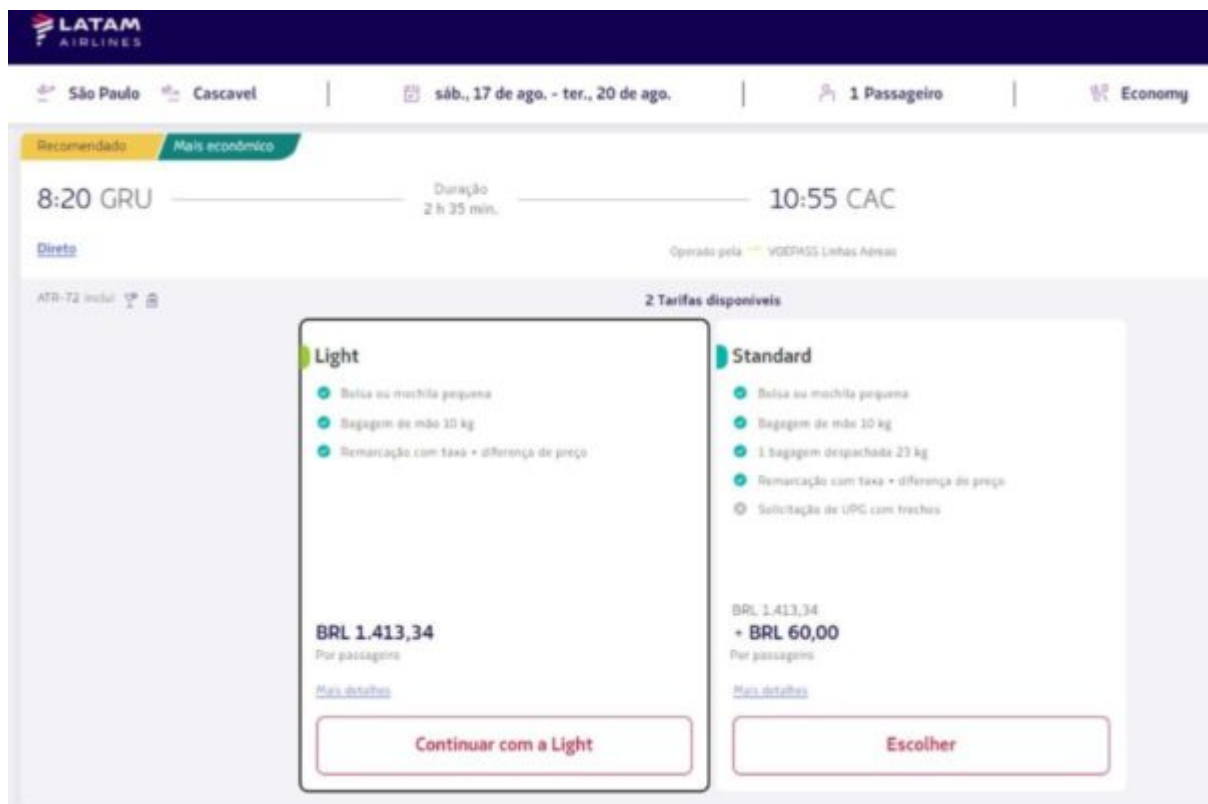 LATAM
AIRLINES
São Paulo Cascavel sáb., 17 de ago. - ter., 20 de ago. 1 Passageiro Economy
Recomendado Mais econômico
8:20 GRU Duração 2 h 35 min. 10:55 CAC
Direto Operado pela VOEPASS Linhas Aéreas
ATR-72 inclui 2 Tarifas disponíveis
Light
Bolsa ou mochila pequena
Bagagem de mão 10 kg
Remarcação com taxa + diferença de preço
BRL 1.413,34
Por passageiro
Mais detalhes
Continuar com a Light
Standard
Bolsa ou mochila pequena
Bagagem de mão 10 kg
1 bagagem despachada 23 kg
Remarcação com taxa + diferença de preço
Solicitação de UPG com trechos
BRL 1.413,34
+ BRL 60,00
Por passageiro
Mais detalhes
Escolher